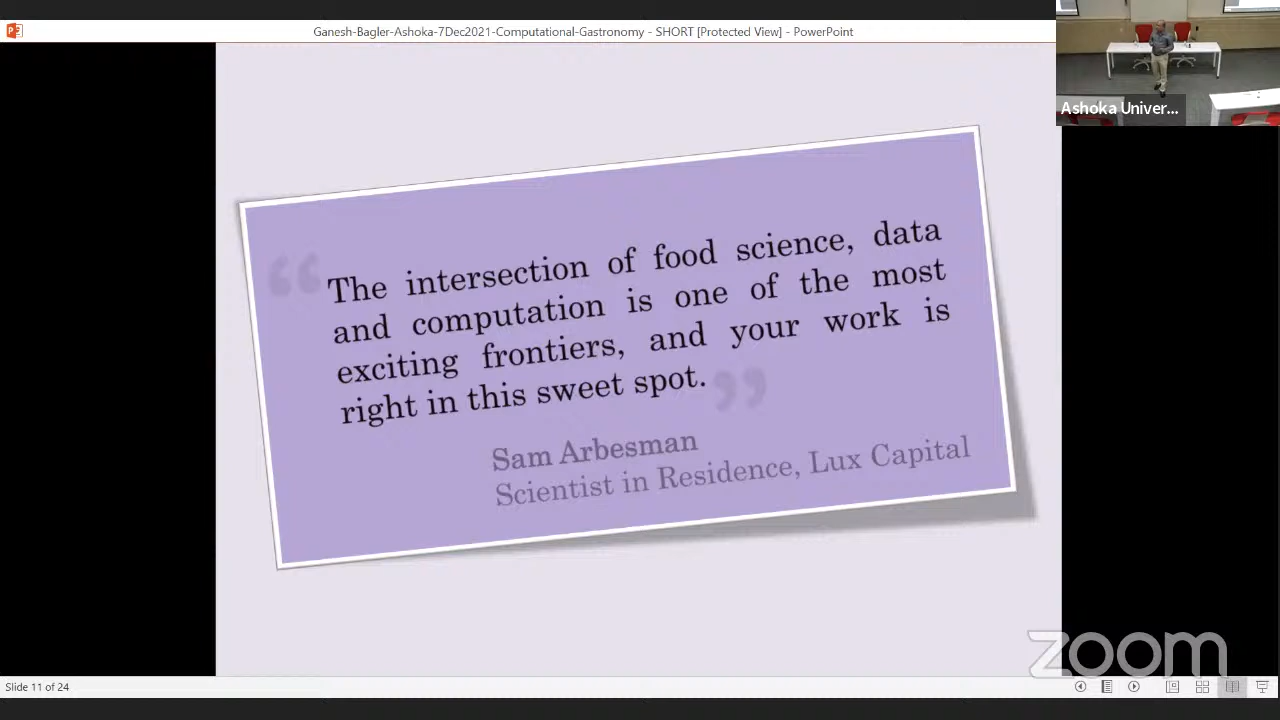 Ganesh-Bagler-Ashoka-7Dec2021-Computational-Gastronomy - SHORT [Protected View] - PowerPoint
Ashoka Univer...
“The intersection of food science, data
and computation is one of the most
exciting frontiers, and your work is
right in this sweet spot.”
Sam Arbesman
Scientist in Residence, Lux Capital
zoom
Slide 11 of 24